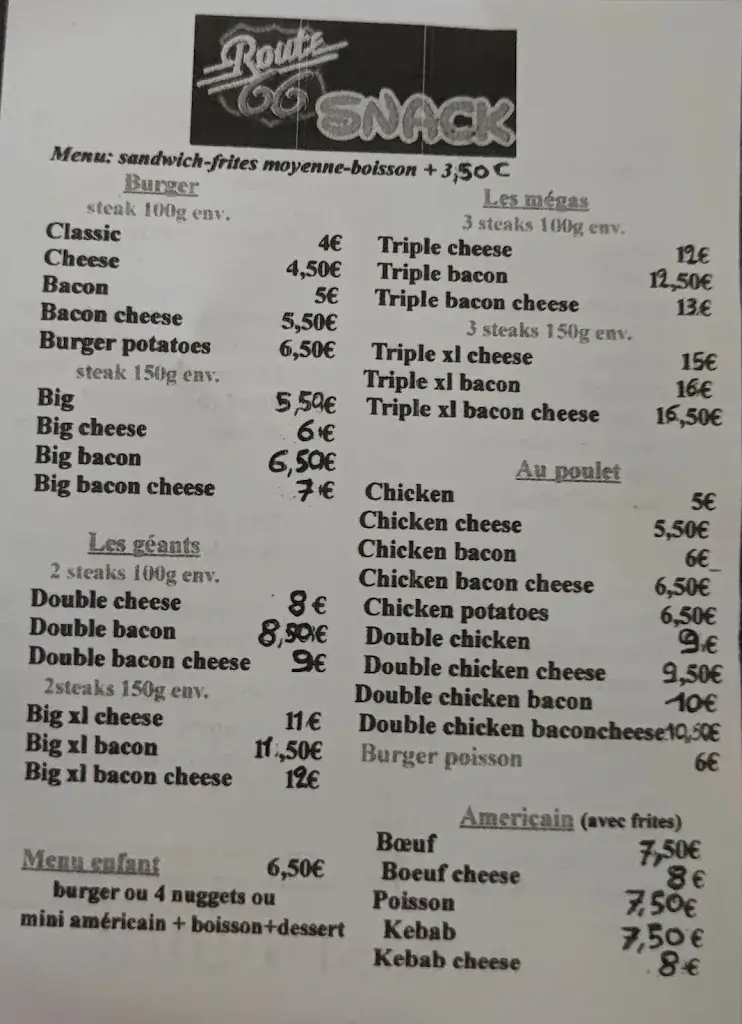 Route
66 SNACK
Menu: sandwich-frites moyenne-boisson + 3,50€
Burger
steak 100g env.
Classic 4€
Cheese 4,50€
Bacon 5€
Bacon cheese 5,50€
Burger potatoes 6,50€
steak 150g env.
Big 5,50€
Big cheese 6€
Big bacon 6,50€
Big bacon cheese 7€
Les géants
2 steaks 100g env.
Double cheese 8€
Double bacon 8,50€
Double bacon cheese 9€
2steaks 150g env.
Big xl cheese 11€
Big xl bacon 11,50€
Big xl bacon cheese 12€
Menu enfant 6,50€
burger ou 4 nuggets ou
mini américain + boisson+dessert
Les mégas
3 steaks 100g env.
Triple cheese 12€
Triple bacon 12,50€
Triple bacon cheese 13€
3 steaks 150g env.
Triple xl cheese 15€
Triple xl bacon 16€
Triple xl bacon cheese 16,50€
Au poulet
Chicken 5€
Chicken cheese 5,50€
Chicken bacon 6€
Chicken bacon cheese 6,50€
Chicken potatoes 6,50€
Double chicken 9€
Double chicken cheese 9,50€
Double chicken bacon 10€
Double chicken baconcheese 10,50€
Burger poisson 6€
Americain (avec frites)
Bœuf 7,50€
Boeuf cheese 8€
Poisson 7,50€
Kebab 7,50€
Kebab cheese 8€